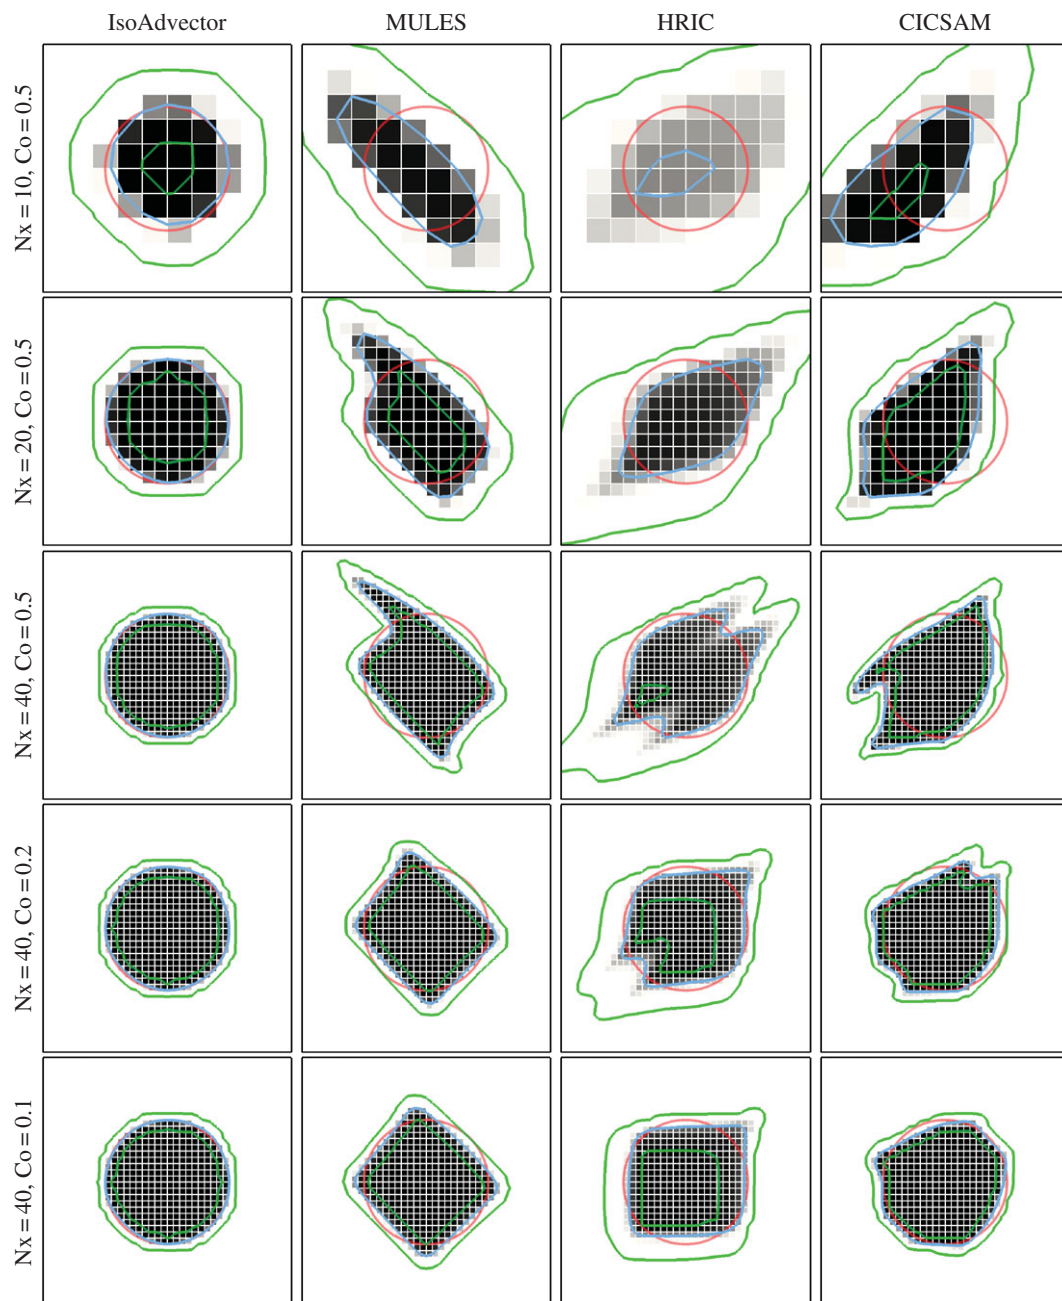 IsoAdvector MULES HRIC CICSAM
Nx = 10, Co = 0.5
Nx = 20, Co = 0.5
Nx = 40, Co = 0.5
Nx = 40, Co = 0.2
Nx = 40, Co = 0.1